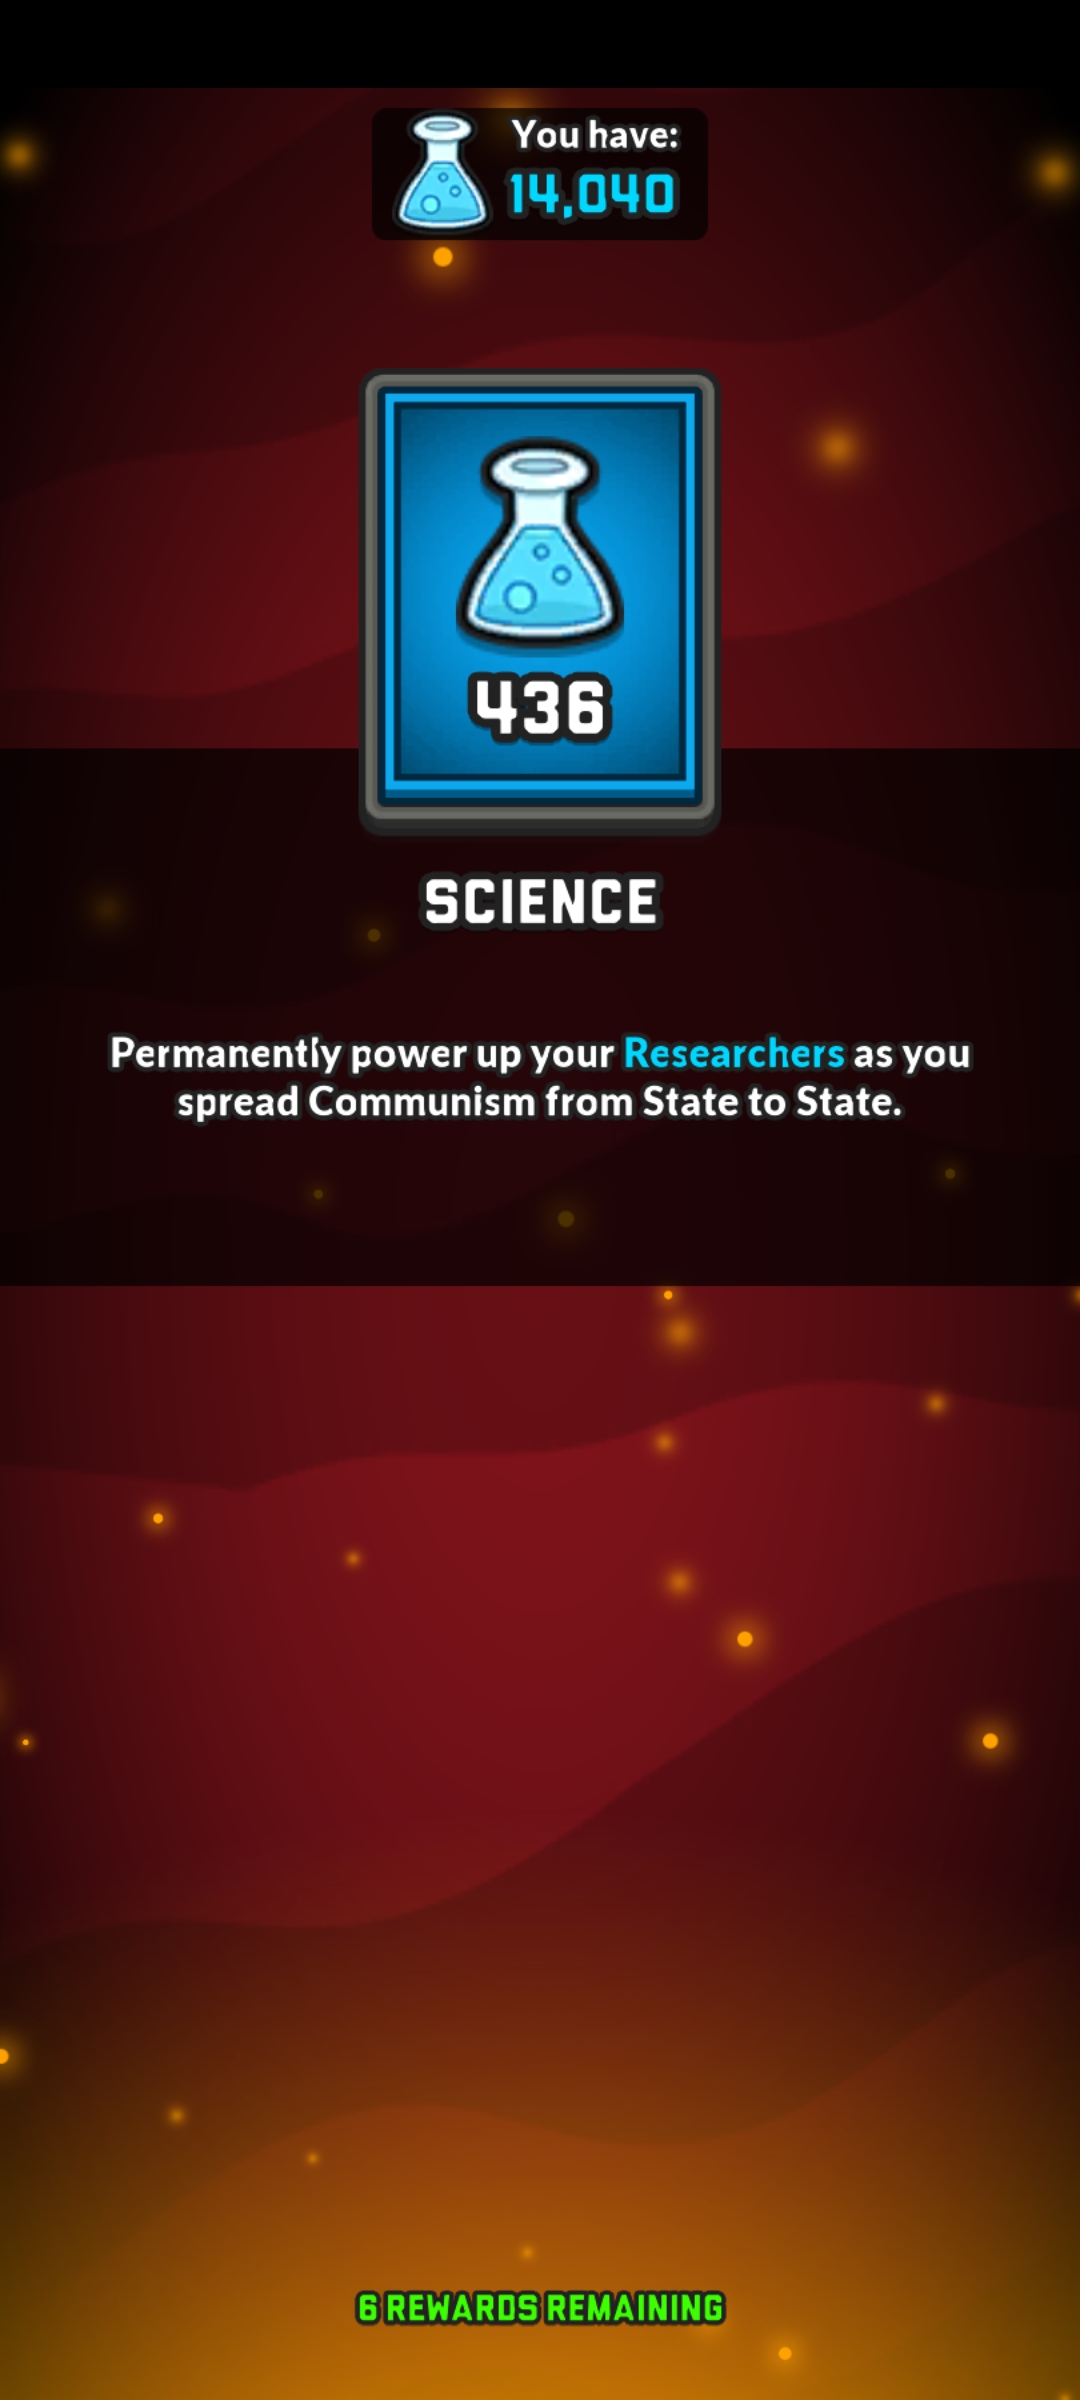 You have:
14,040
436
SCIENCE
Permanently power up your Researchers as you
spread Communism from State to State.
6 REWARDS REMAINING